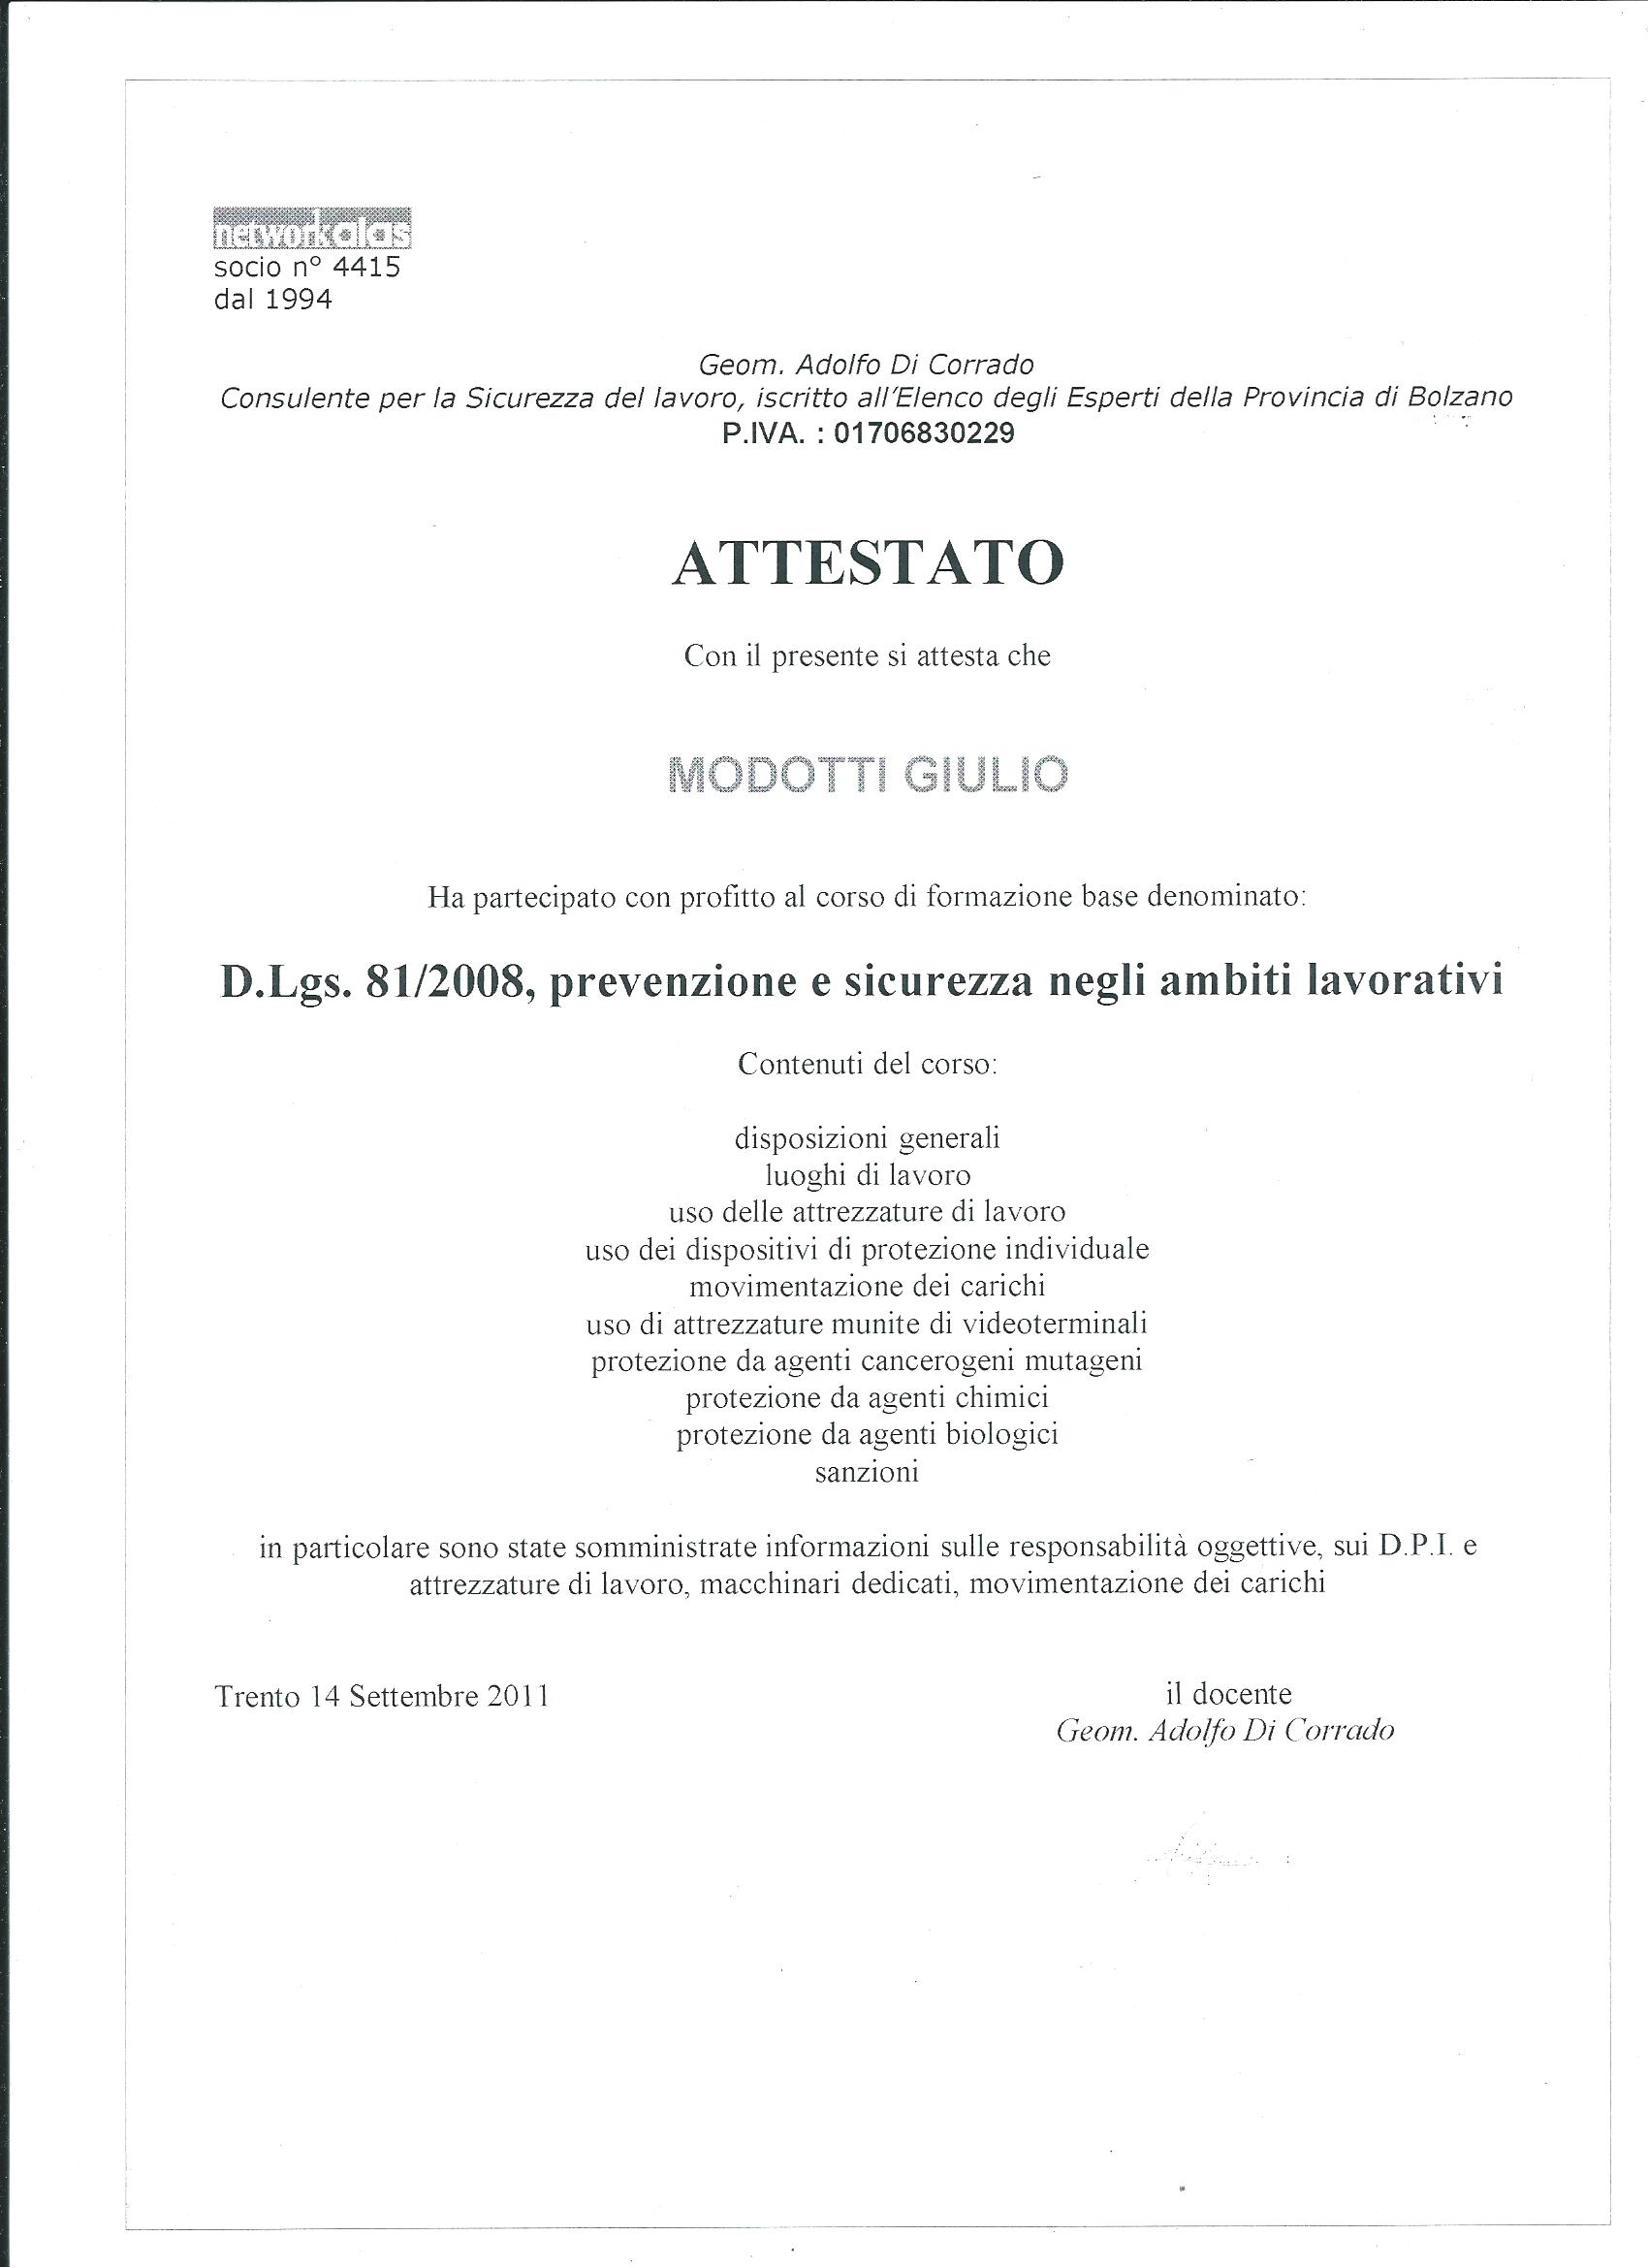 networkaias
socio n° 4415
dal 1994
Geom. Adolfo Di Corrado
Consulente per la Sicurezza del lavoro, iscritto all'Elenco degli Esperti della Provincia di Bolzano
P.IVA. : 01706830229
ATTESTATO
Con il presente si attesta che
MODOTTI GIULIO
Ha partecipato con profitto al corso di formazione base denominato:
D.Lgs. 81/2008, prevenzione e sicurezza negli ambiti lavorativi
Contenuti del corso:
disposizioni generali
luoghi di lavoro
uso delle attrezzature di lavoro
uso dei dispositivi di protezione individuale
movimentazione dei carichi
uso di attrezzature munite di videoterminali
protezione da agenti cancerogeni mutageni
protezione da agenti chimici
protezione da agenti biologici
sanzioni
in particolare sono state somministrate informazioni sulle responsabilità oggettive, sui D.P.I. e
attrezzature di lavoro, macchinari dedicati, movimentazione dei carichi
Trento 14 Settembre 2011
il docente
Geom. Adolfo Di Corrado